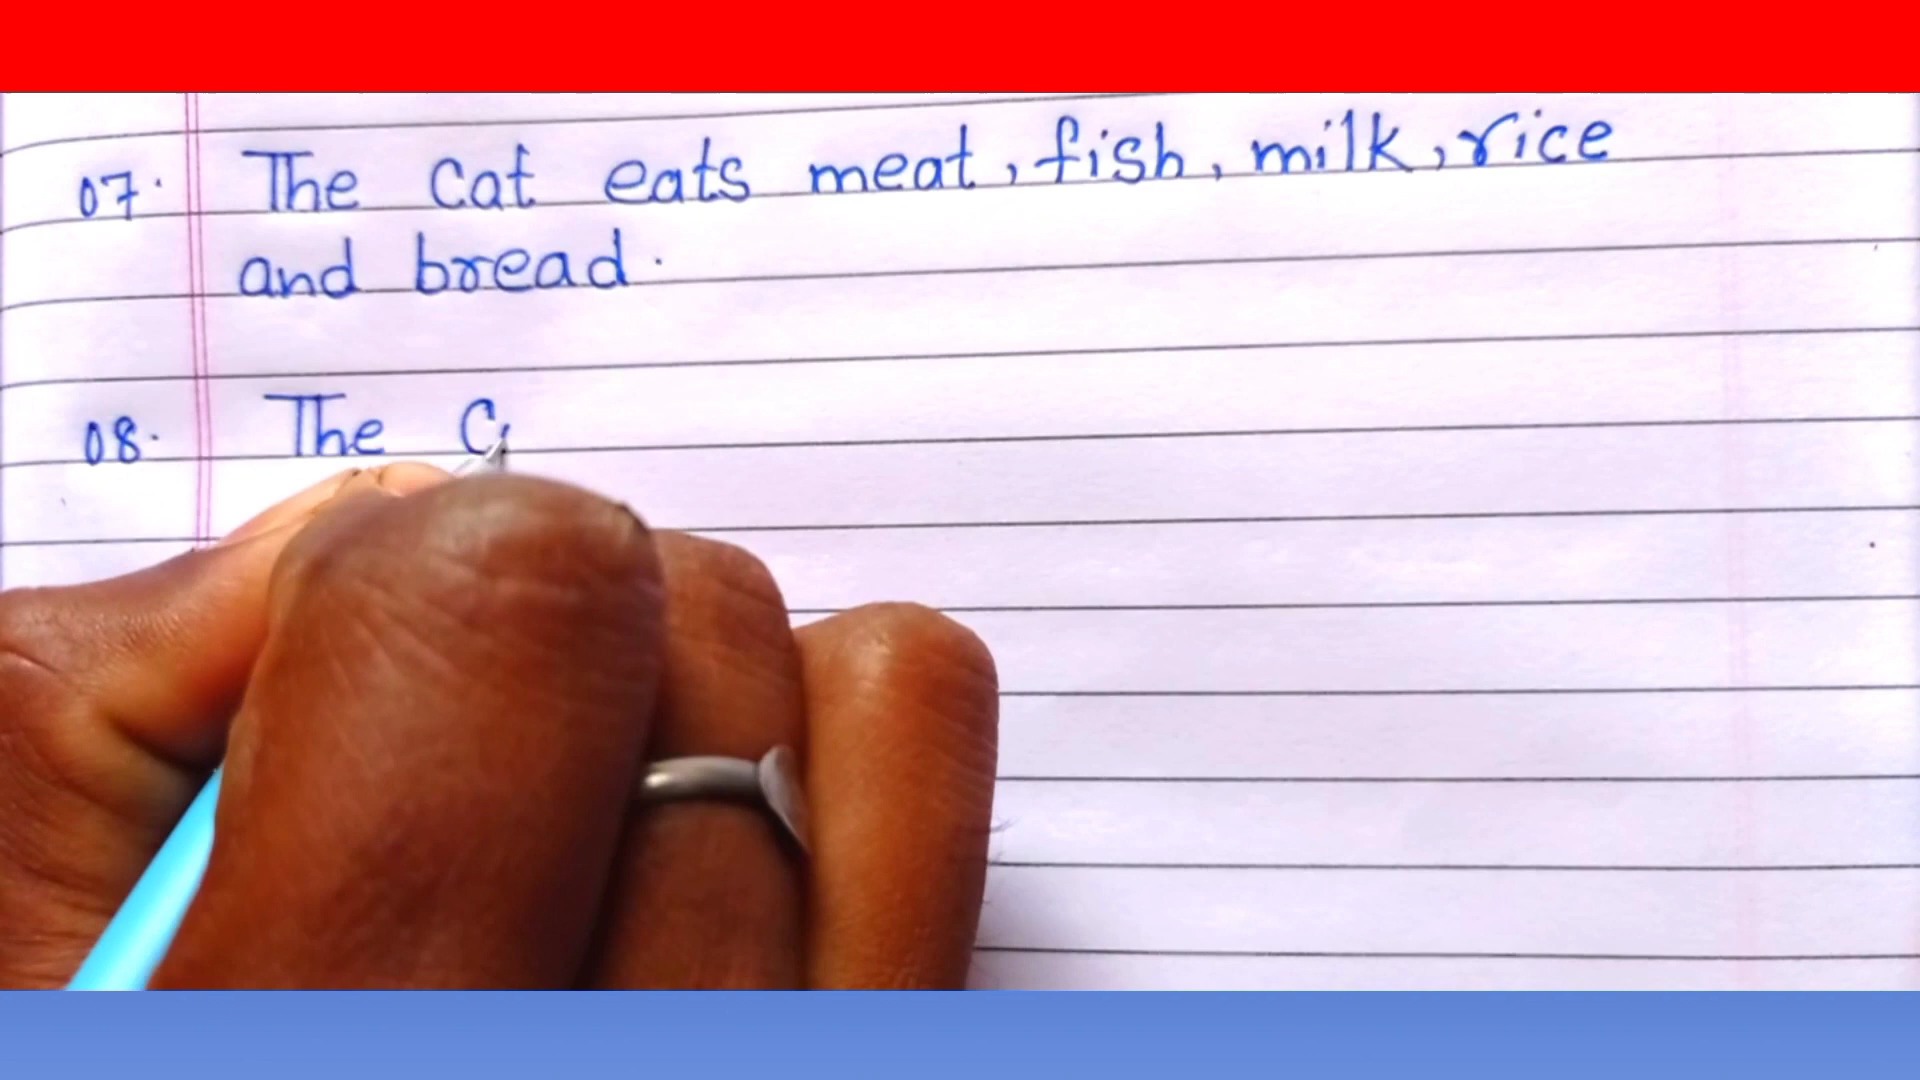 07. The Cat eats meat, fish, milk, rice
and bread.
08. The C